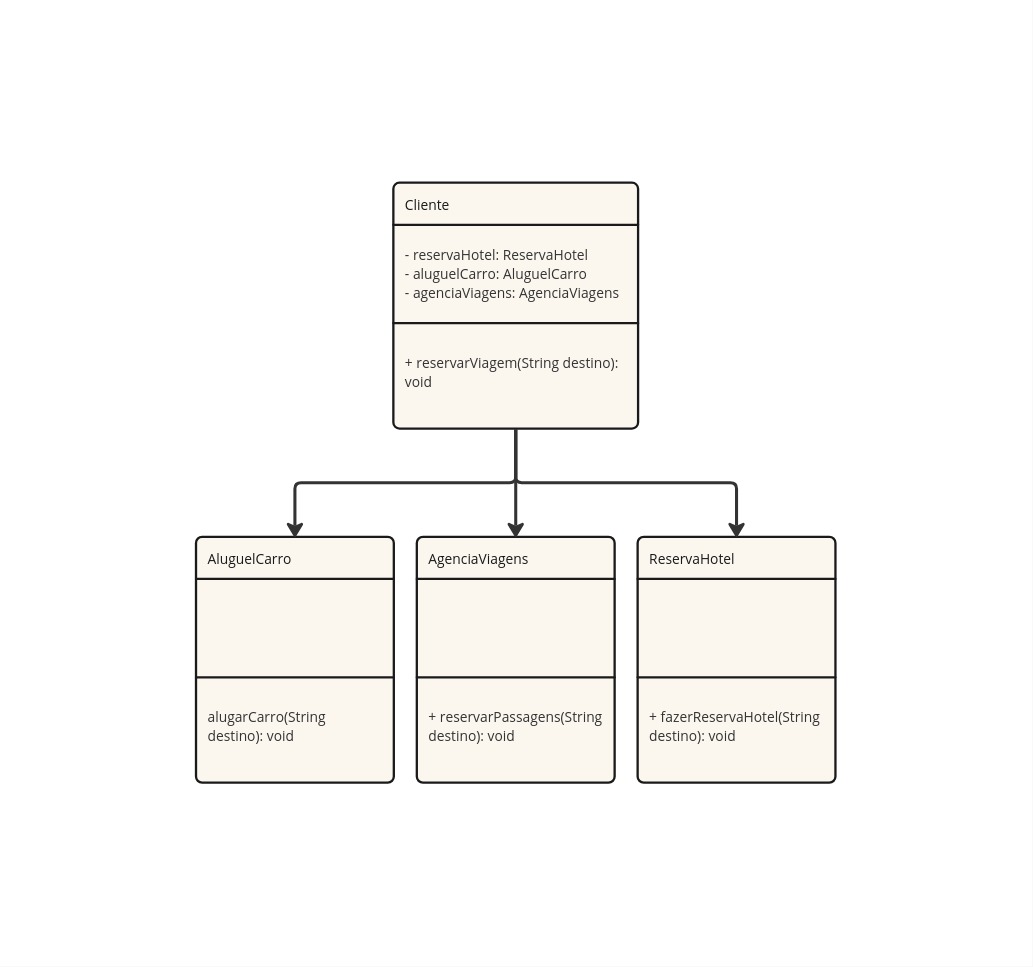 Cliente
- reservaHotel: ReservaHotel
- aluguelCarro: AluguelCarro
- agenciaViagens: AgenciaViagens
+ reservarViagem(String destino):
void
AluguelCarro
alugarCarro(String
destino): void
AgenciaViagens
+ reservarPassagens(String
destino): void
ReservaHotel
+ fazerReservaHotel(String
destino): void